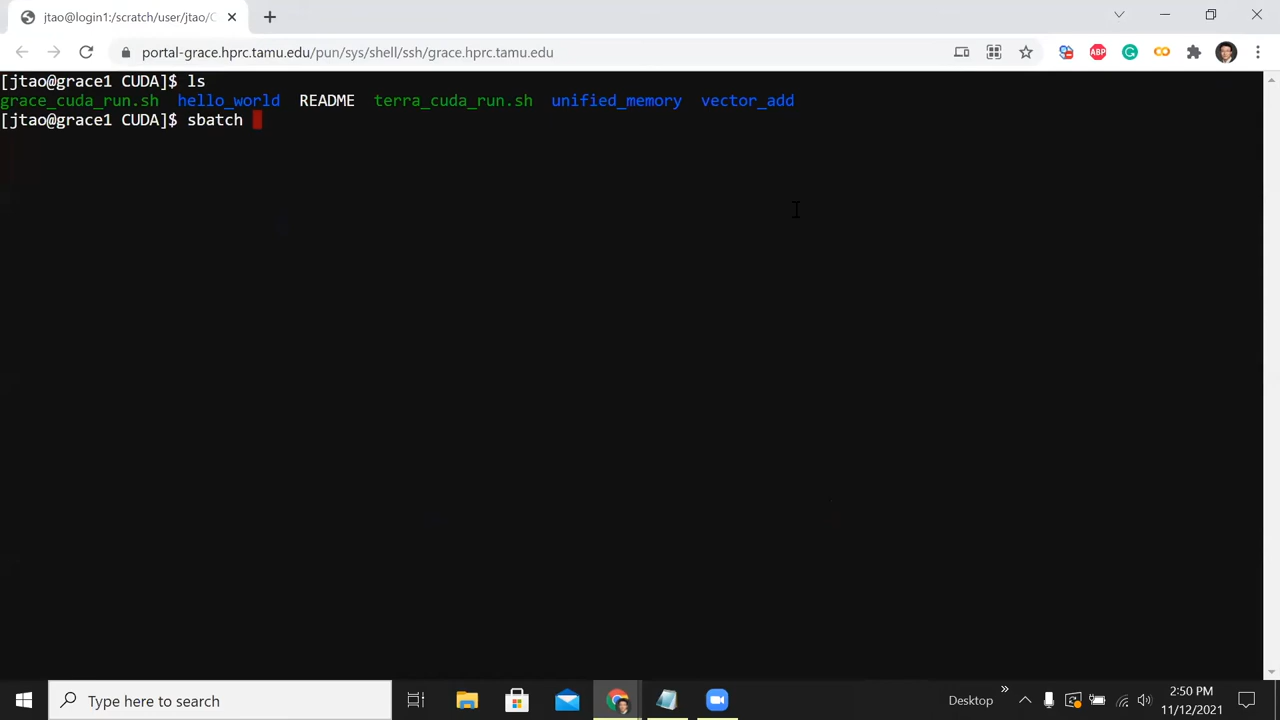 jtao@login1:/scratch/user/jtao/C
portal-grace.hprc.tamu.edu/pun/sys/shell/ssh/grace.hprc.tamu.edu
ABP
[jtao@grace1 CUDA]$ ls
grace_cuda_run.sh hello_world README terra_cuda_run.sh unified_memory vector_add
[jtao@grace1 CUDA]$ sbatch
Type here to search
Desktop
2:50 PM
11/12/2021